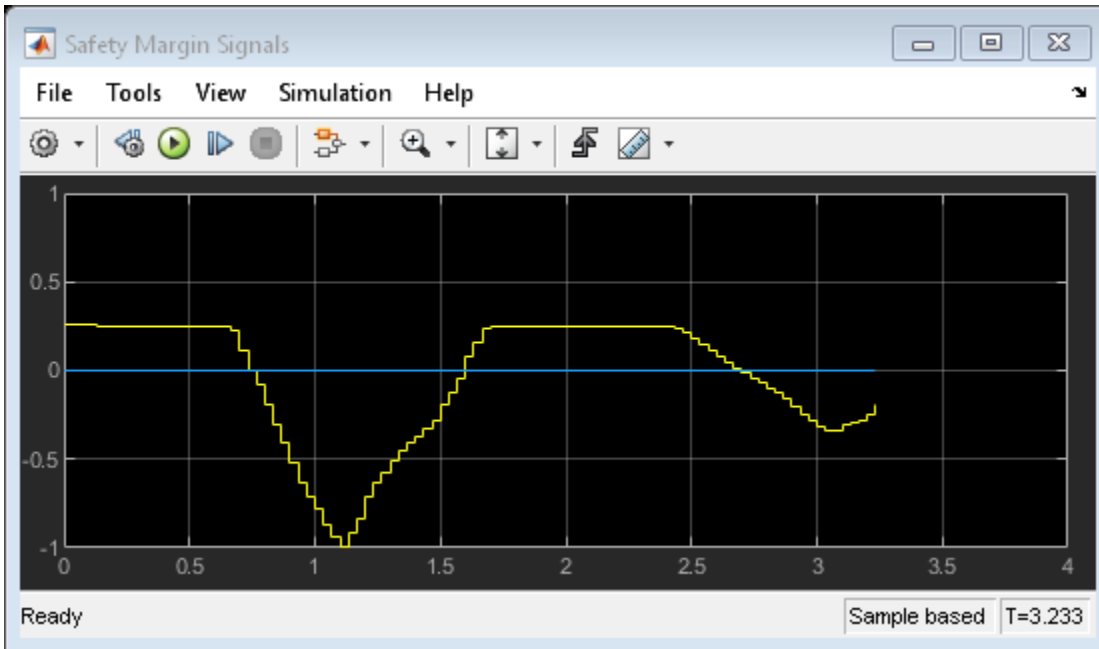 Safety Margin Signals
File Tools View Simulation Help
1
0.5
0
-0.5
-1
0 0.5 1 1.5 2 2.5 3 3.5 4
Ready Sample based T=3.233